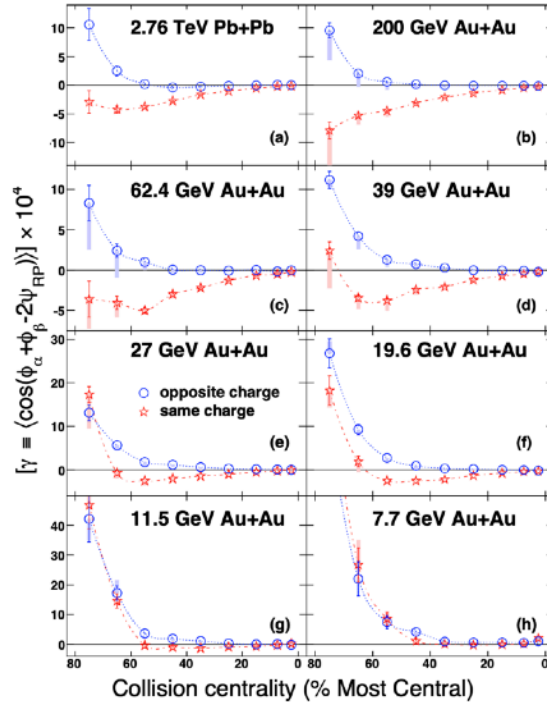 2.76 TeV Pb+Pb
200 GeV Au+Au
10
5
0
-5
-10
(a)
(b)
62.4 GeV Au+Au
39 GeV Au+Au
10
5
0
-5
(c)
(d)
27 GeV Au+Au
19.6 GeV Au+Au
30
20
10
0
opposite charge
same charge
(e)
(f)
11.5 GeV Au+Au
7.7 GeV Au+Au
40
30
20
10
0
(g)
(h)
80 60 40 20 0 80 60 40 20 0
[γ ≡ ⟨cos(ϕα+ϕβ-2ψRP)⟩] × 10⁴
Collision centrality (% Most Central)